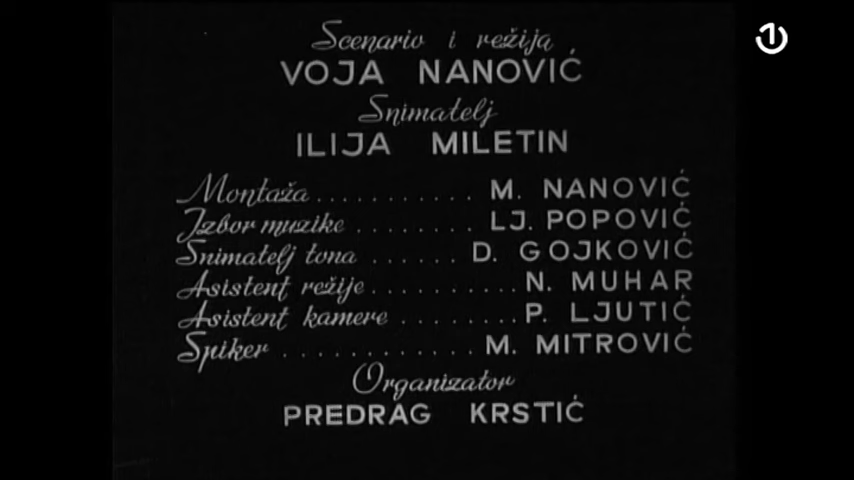 Scenario i režija
VOJA NANOVIĆ
Snimatelj
ILIJA MILETIN
Montaža............ M. NANOVIĆ
Izbor muzike ........ LJ. POPOVIĆ
Snimatelj tona ...... D. GOJKOVIĆ
Asistent režije........... N. MUHAR
Asistent kamere ........ P. LJUTIĆ
Spiker ............ M. MITROVIĆ
Organizator
PREDRAG KRSTIĆ
1